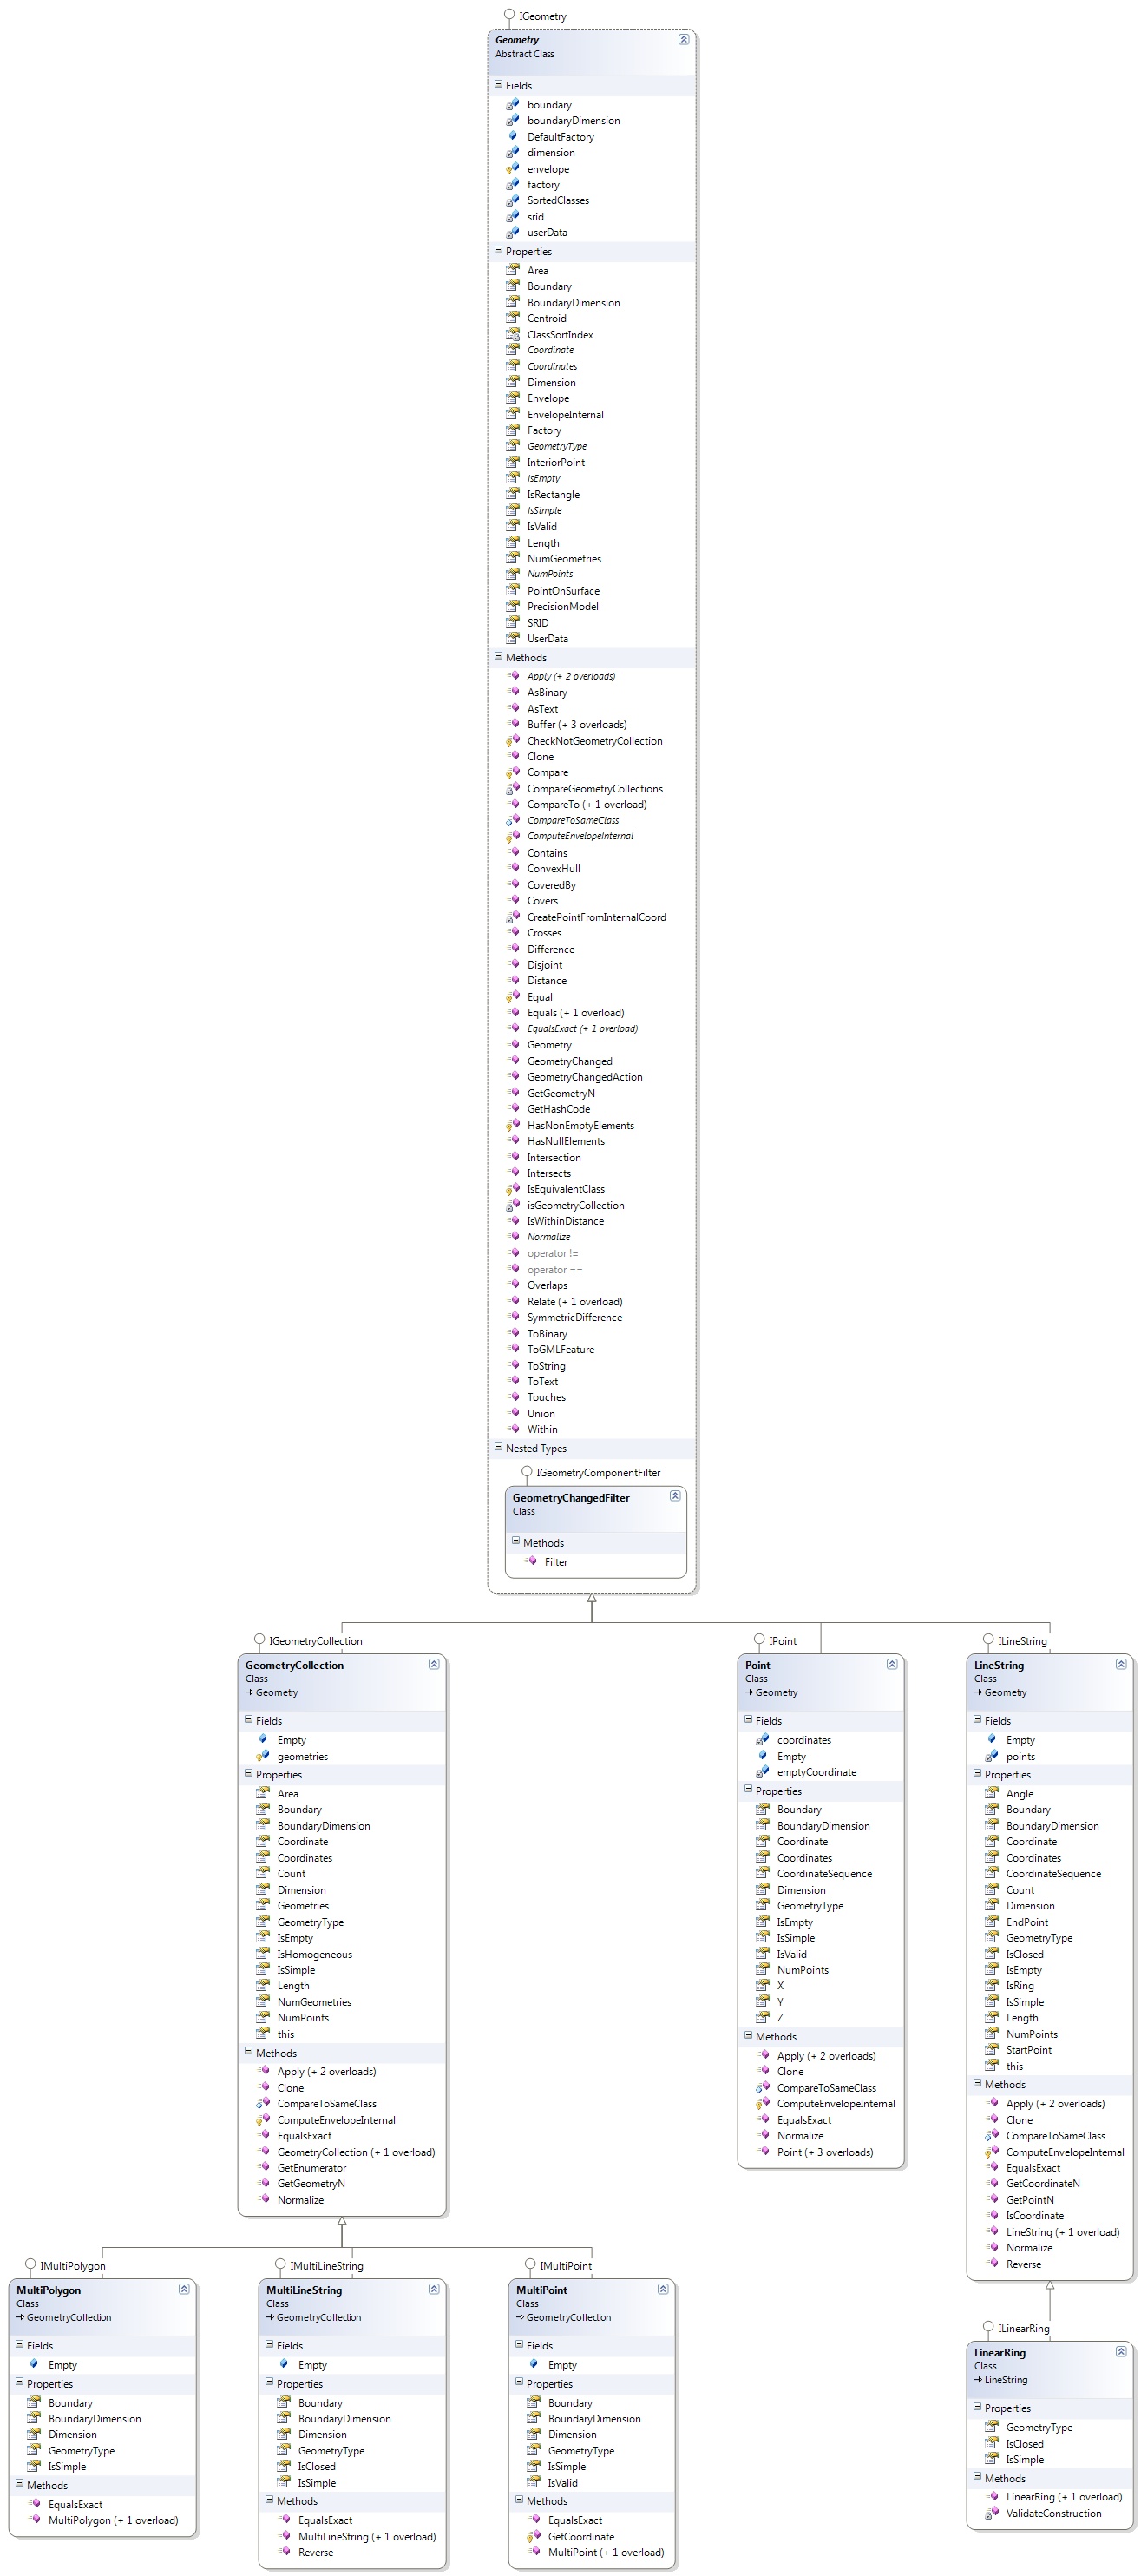 IGeometry
Geometry
Abstract Class
Fields
boundary
boundaryDimension
DefaultFactory
dimension
envelope
factory
SortedClasses
srid
userData
Properties
Area
Boundary
BoundaryDimension
Centroid
ClassSortIndex
Coordinate
Coordinates
Dimension
Envelope
EnvelopeInternal
Factory
GeometryType
InteriorPoint
IsEmpty
IsRectangle
IsSimple
IsValid
Length
NumGeometries
NumPoints
PointOnSurface
PrecisionModel
SRID
UserData
Methods
Apply (+ 2 overloads)
AsBinary
AsText
Buffer (+ 3 overloads)
CheckNotGeometryCollection
Clone
Compare
CompareGeometryCollections
CompareTo (+ 1 overload)
CompareToSameClass
ComputeEnvelopeInternal
Contains
ConvexHull
CoveredBy
Covers
CreatePointFromInternalCoord
Crosses
Difference
Disjoint
Distance
Equal
Equals (+ 1 overload)
EqualsExact (+ 1 overload)
Geometry
GeometryChanged
GeometryChangedAction
GetGeometryN
GetHashCode
HasNonEmptyElements
HasNullElements
Intersection
Intersects
IsEquivalentClass
isGeometryCollection
IsWithinDistance
Normalize
operator !=
operator ==
Overlaps
Relate (+ 1 overload)
SymmetricDifference
ToBinary
ToGMLFeature
ToString
ToText
Touches
Union
Within
Nested Types
IGeometryComponentFilter
GeometryChangedFilter
Class
Methods
Filter
IGeometryCollection
GeometryCollection
Class
Geometry
Fields
Empty
geometries
Properties
Area
Boundary
BoundaryDimension
Coordinate
Coordinates
Count
Dimension
Geometries
GeometryType
IsEmpty
IsHomogeneous
IsSimple
Length
NumGeometries
NumPoints
this
Methods
Apply (+ 2 overloads)
Clone
CompareToSameClass
ComputeEnvelopeInternal
EqualsExact
GeometryCollection (+ 1 overload)
GetEnumerator
GetGeometryN
Normalize
IPoint
Point
Class
Geometry
Fields
coordinates
Empty
emptyCoordinate
Properties
Boundary
BoundaryDimension
Coordinate
Coordinates
CoordinateSequence
Dimension
GeometryType
IsEmpty
IsSimple
IsValid
NumPoints
X
Y
Z
Methods
Apply (+ 2 overloads)
Clone
CompareToSameClass
ComputeEnvelopeInternal
EqualsExact
Normalize
Point (+ 3 overloads)
ILineString
LineString
Class
Geometry
Fields
Empty
points
Properties
Angle
Boundary
BoundaryDimension
Coordinate
Coordinates
CoordinateSequence
Count
Dimension
EndPoint
GeometryType
IsClosed
IsEmpty
IsRing
IsSimple
Length
NumPoints
StartPoint
this
Methods
Apply (+ 2 overloads)
Clone
CompareToSameClass
ComputeEnvelopeInternal
EqualsExact
GetCoordinateN
GetPointN
IsCoordinate
LineString (+ 1 overload)
Normalize
Reverse
IMultiPolygon
MultiPolygon
Class
GeometryCollection
Fields
Empty
Properties
Boundary
BoundaryDimension
Dimension
GeometryType
IsSimple
Methods
EqualsExact
MultiPolygon (+ 1 overload)
IMultiLineString
MultiLineString
Class
GeometryCollection
Fields
Empty
Properties
Boundary
BoundaryDimension
Dimension
GeometryType
IsClosed
IsSimple
Methods
EqualsExact
MultiLineString (+ 1 overload)
Reverse
IMultiPoint
MultiPoint
Class
GeometryCollection
Fields
Empty
Properties
Boundary
BoundaryDimension
Dimension
GeometryType
IsSimple
IsValid
Methods
EqualsExact
GetCoordinate
MultiPoint (+ 1 overload)
ILinearRing
LinearRing
Class
LineString
Properties
GeometryType
IsClosed
IsSimple
Methods
LinearRing (+ 1 overload)
ValidateConstruction